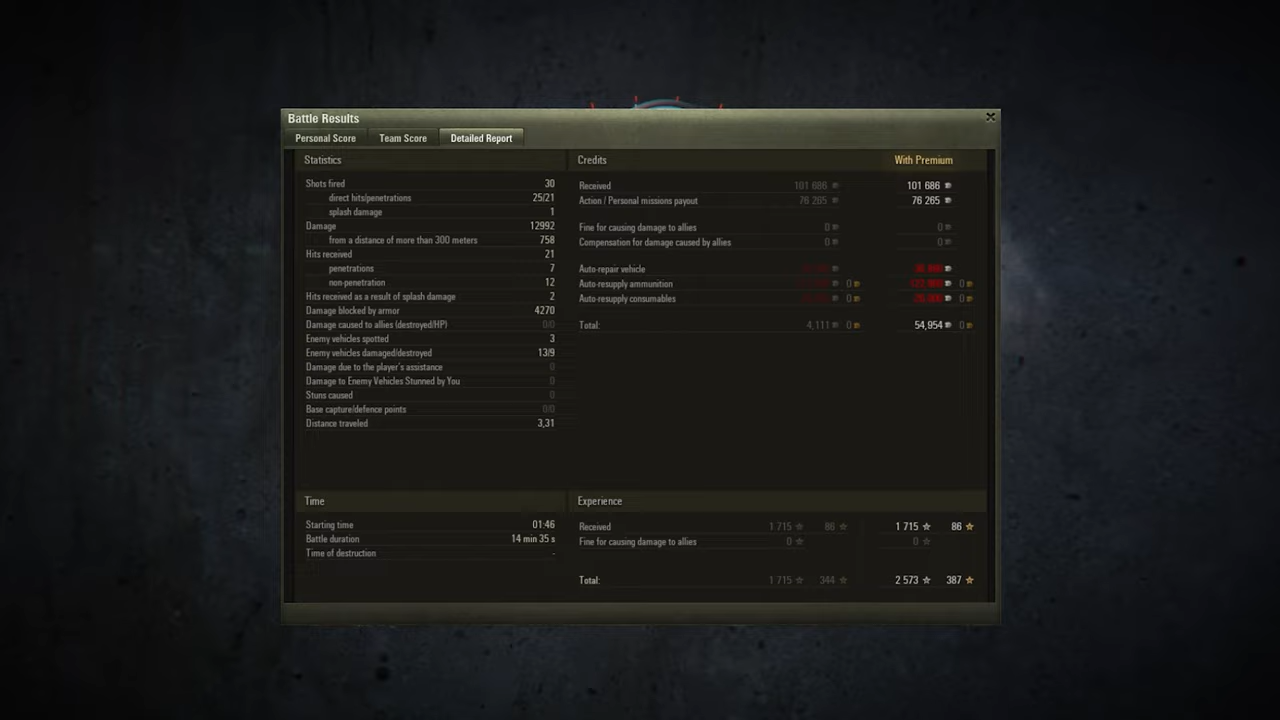 Battle Results
Personal Score Team Score Detailed Report
Statistics
Shots fired 30
direct hits/penetrations 25/21
splash damage 1
Damage 12992
from a distance of more than 300 meters 758
Hits received 21
penetrations 7
non-penetration 12
Hits received as a result of splash damage 2
Damage blocked by armor 4270
Damage caused to allies (destroyed/HP) 0/0
Enemy vehicles spotted 3
Enemy vehicles damaged/destroyed 13/9
Damage due to the player's assistance 0
Damage to Enemy Vehicles Stunned by You 0
Stuns caused 0
Base capture/defence points 0/0
Distance traveled 3,31
Credits With Premium
Received 101 686 101 686
Action / Personal missions payout 76 265 76 265
Fine for causing damage to allies 0 0
Compensation for damage caused by allies 0 0
Auto-repair vehicle
Auto-resupply ammunition 0 0
Auto-resupply consumables 0 0
Total: 4,111 0 54,954 0
Time
Starting time 01:46
Battle duration 14 min 35 s
Time of destruction -
Experience
Received 1 715 86 1 715 86
Fine for causing damage to allies 0 0
Total: 1 715 344 2 573 387